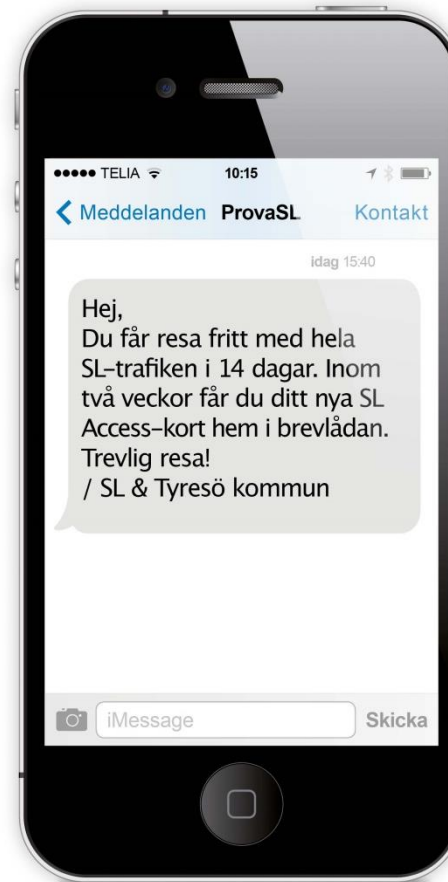 TELIA 10:15
Meddelanden ProvaSL Kontakt
idag 15:40
Hej,
Du får resa fritt med hela
SL-trafiken i 14 dagar. Inom
två veckor får du ditt nya SL
Access-kort hem i brevlådan.
Trevlig resa!
/ SL & Tyresö kommun
iMessage Skicka